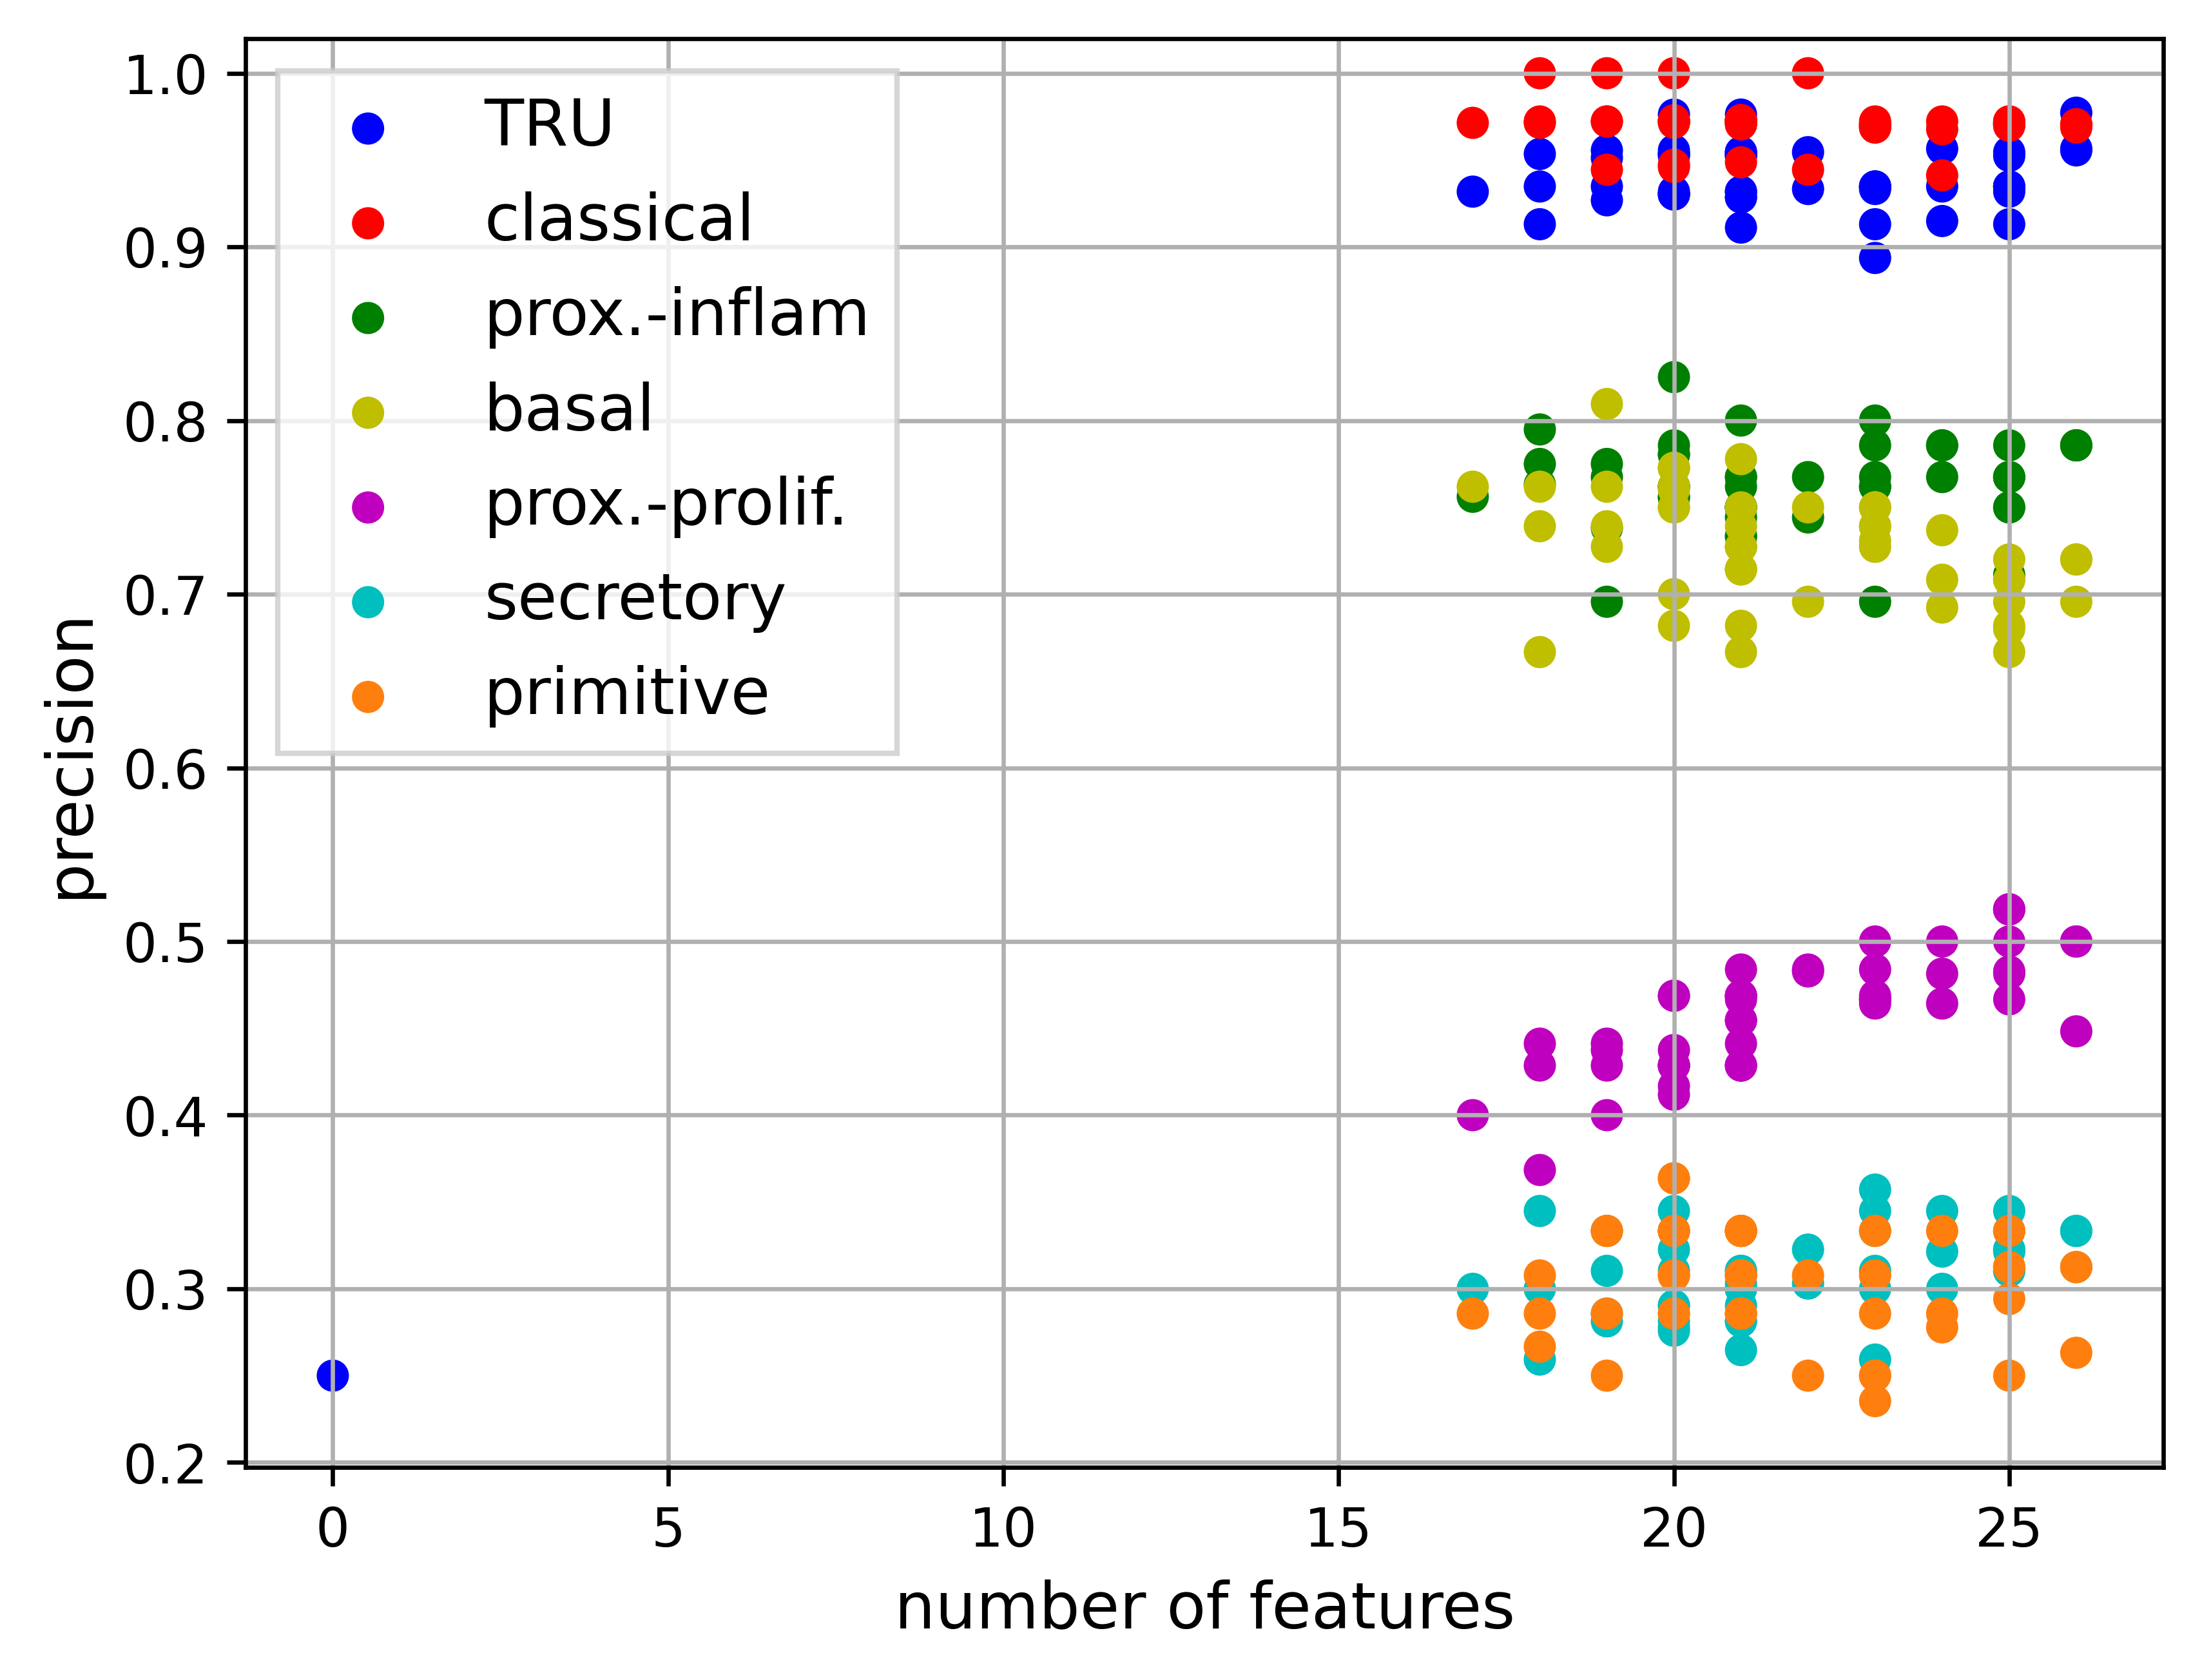 1.0
0.9
0.8
0.7
0.6
0.5
0.4
0.3
0.2
precision
TRU
classical
prox.-inflam
basal
prox.-prolif.
secretory
primitive
0 5 10 15 20 25
number of features